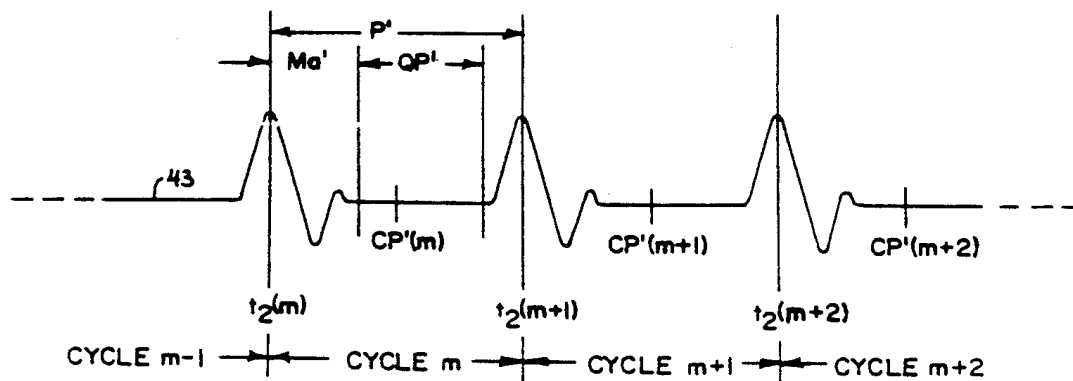 P'
Ma' QP'
43
CP'(m) CP'(m+1) CP'(m+2)
t₂(m) t₂(m+1) t₂(m+2)
CYCLE m-1 CYCLE m CYCLE m+1 CYCLE m+2